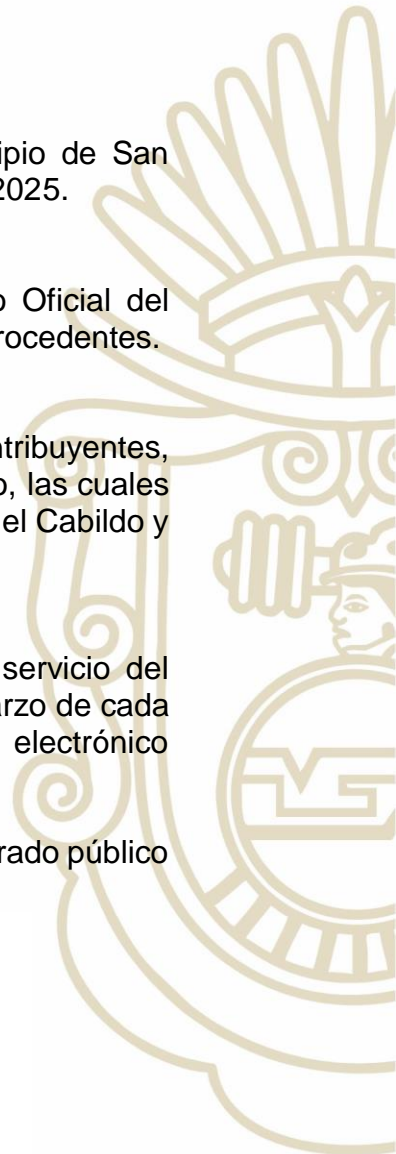 ipio de San
2025.
o Oficial del
rocedentes.
ntribuyentes,
o, las cuales
el Cabildo y
servicio del
arzo de cada
electrónico
rado público